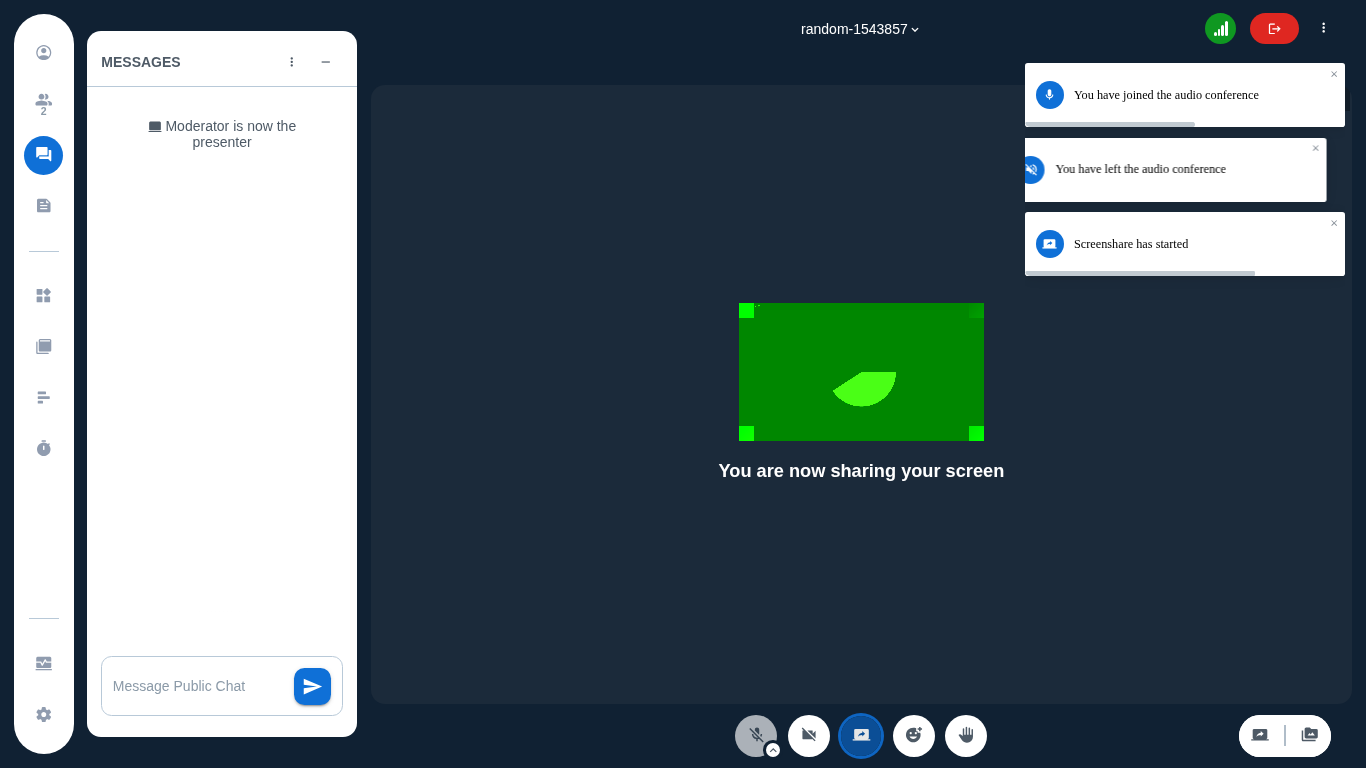 random-1543857
2
MESSAGES
Moderator is now the
presenter
You have joined the audio conference
You have left the audio conference
Screenshare has started
You are now sharing your screen
Message Public Chat